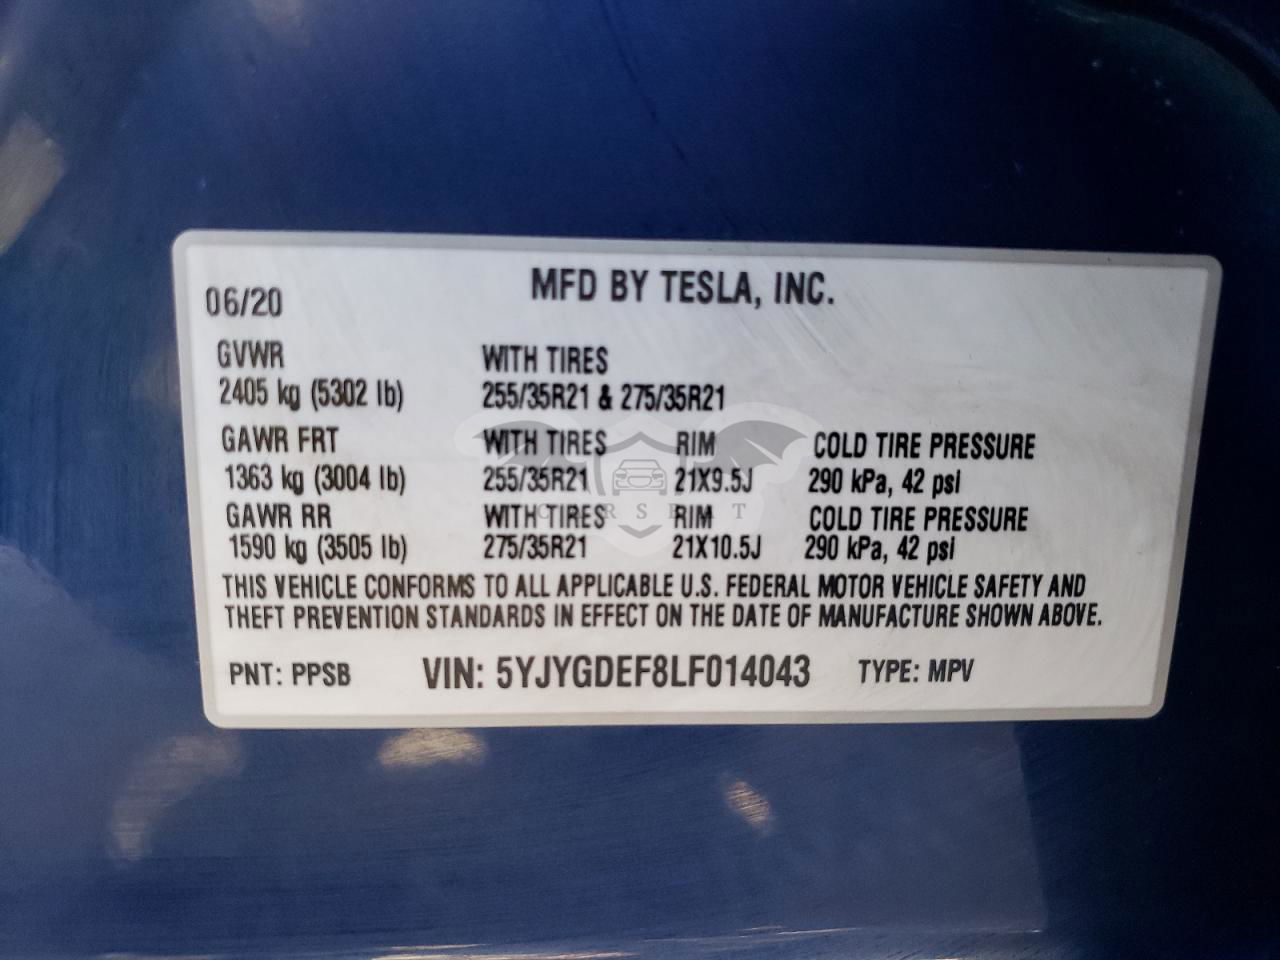 06/20 MFD BY TESLA, INC.
GVWR WITH TIRES
2405 kg (5302 lb) 255/35R21 & 275/35R21
GAWR FRT WITH TIRES RIM COLD TIRE PRESSURE
1363 kg (3004 lb) 255/35R21 21X9.5J 290 kPa, 42 psi
GAWR RR WITH TIRES RIM COLD TIRE PRESSURE
1590 kg (3505 lb) 275/35R21 21X10.5J 290 kPa, 42 psi
THIS VEHICLE CONFORMS TO ALL APPLICABLE U.S. FEDERAL MOTOR VEHICLE SAFETY AND
THEFT PREVENTION STANDARDS IN EFFECT ON THE DATE OF MANUFACTURE SHOWN ABOVE.
PNT: PPSB VIN: 5YJYGDEF8LF014043 TYPE: MPV